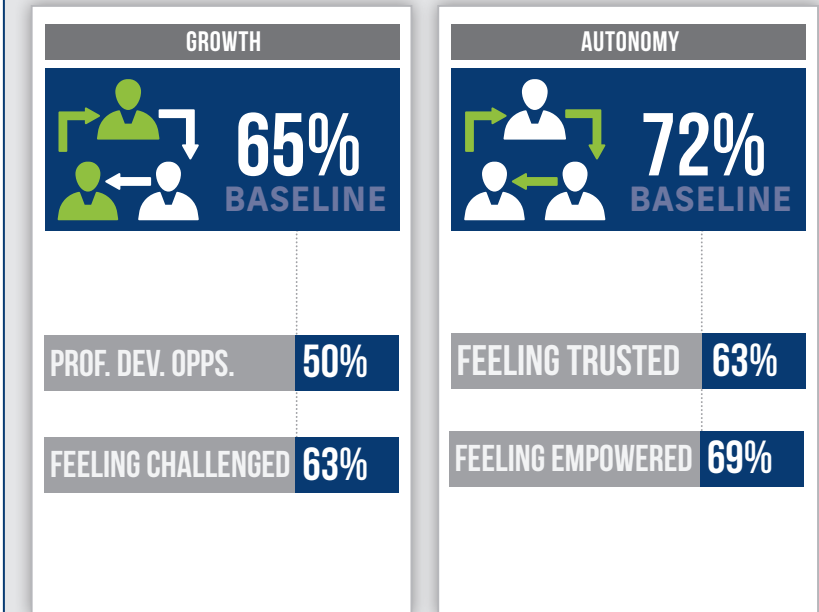 GROWTH
65%
BASELINE
PROF. DEV. OPPS. 50%
FEELING CHALLENGED 63%
AUTONOMY
72%
BASELINE
FEELING TRUSTED 63%
FEELING EMPOWERED 69%